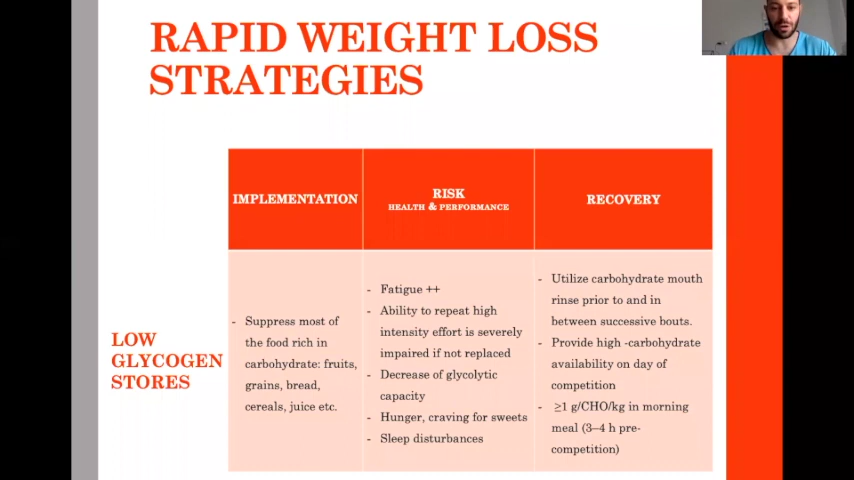 RAPID WEIGHT LOSS
STRATEGIES
IMPLEMENTATION
RISK
HEALTH & PERFORMANCE
RECOVERY
LOW
GLYCOGEN
STORES
- Suppress most of
the food rich in
carbohydrate: fruits,
grains, bread,
cereals, juice etc.
- Fatigue ++
- Ability to repeat high
intensity effort is severely
impaired if not replaced
- Decrease of glycolytic
capacity
- Hunger, craving for sweets
- Sleep disturbances
- Utilize carbohydrate mouth
rinse prior to and in
between successive bouts.
- Provide high -carbohydrate
availability on day of
competition
- ≥1 g/CHO/kg in morning
meal (3–4 h pre-
competition)